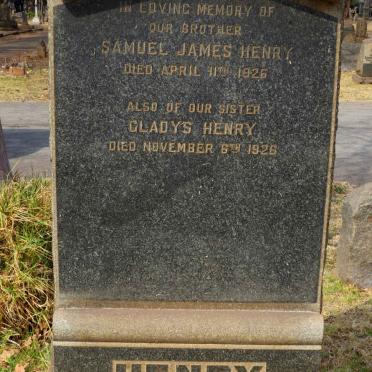 IN LOVING MEMORY OF
OUR BROTHER
SAMUEL JAMES HENRY
DIED APRIL 11TH 1926
ALSO OF OUR SISTER
GLADYS HENRY
DIED NOVEMBER 6TH 1926
HENRY